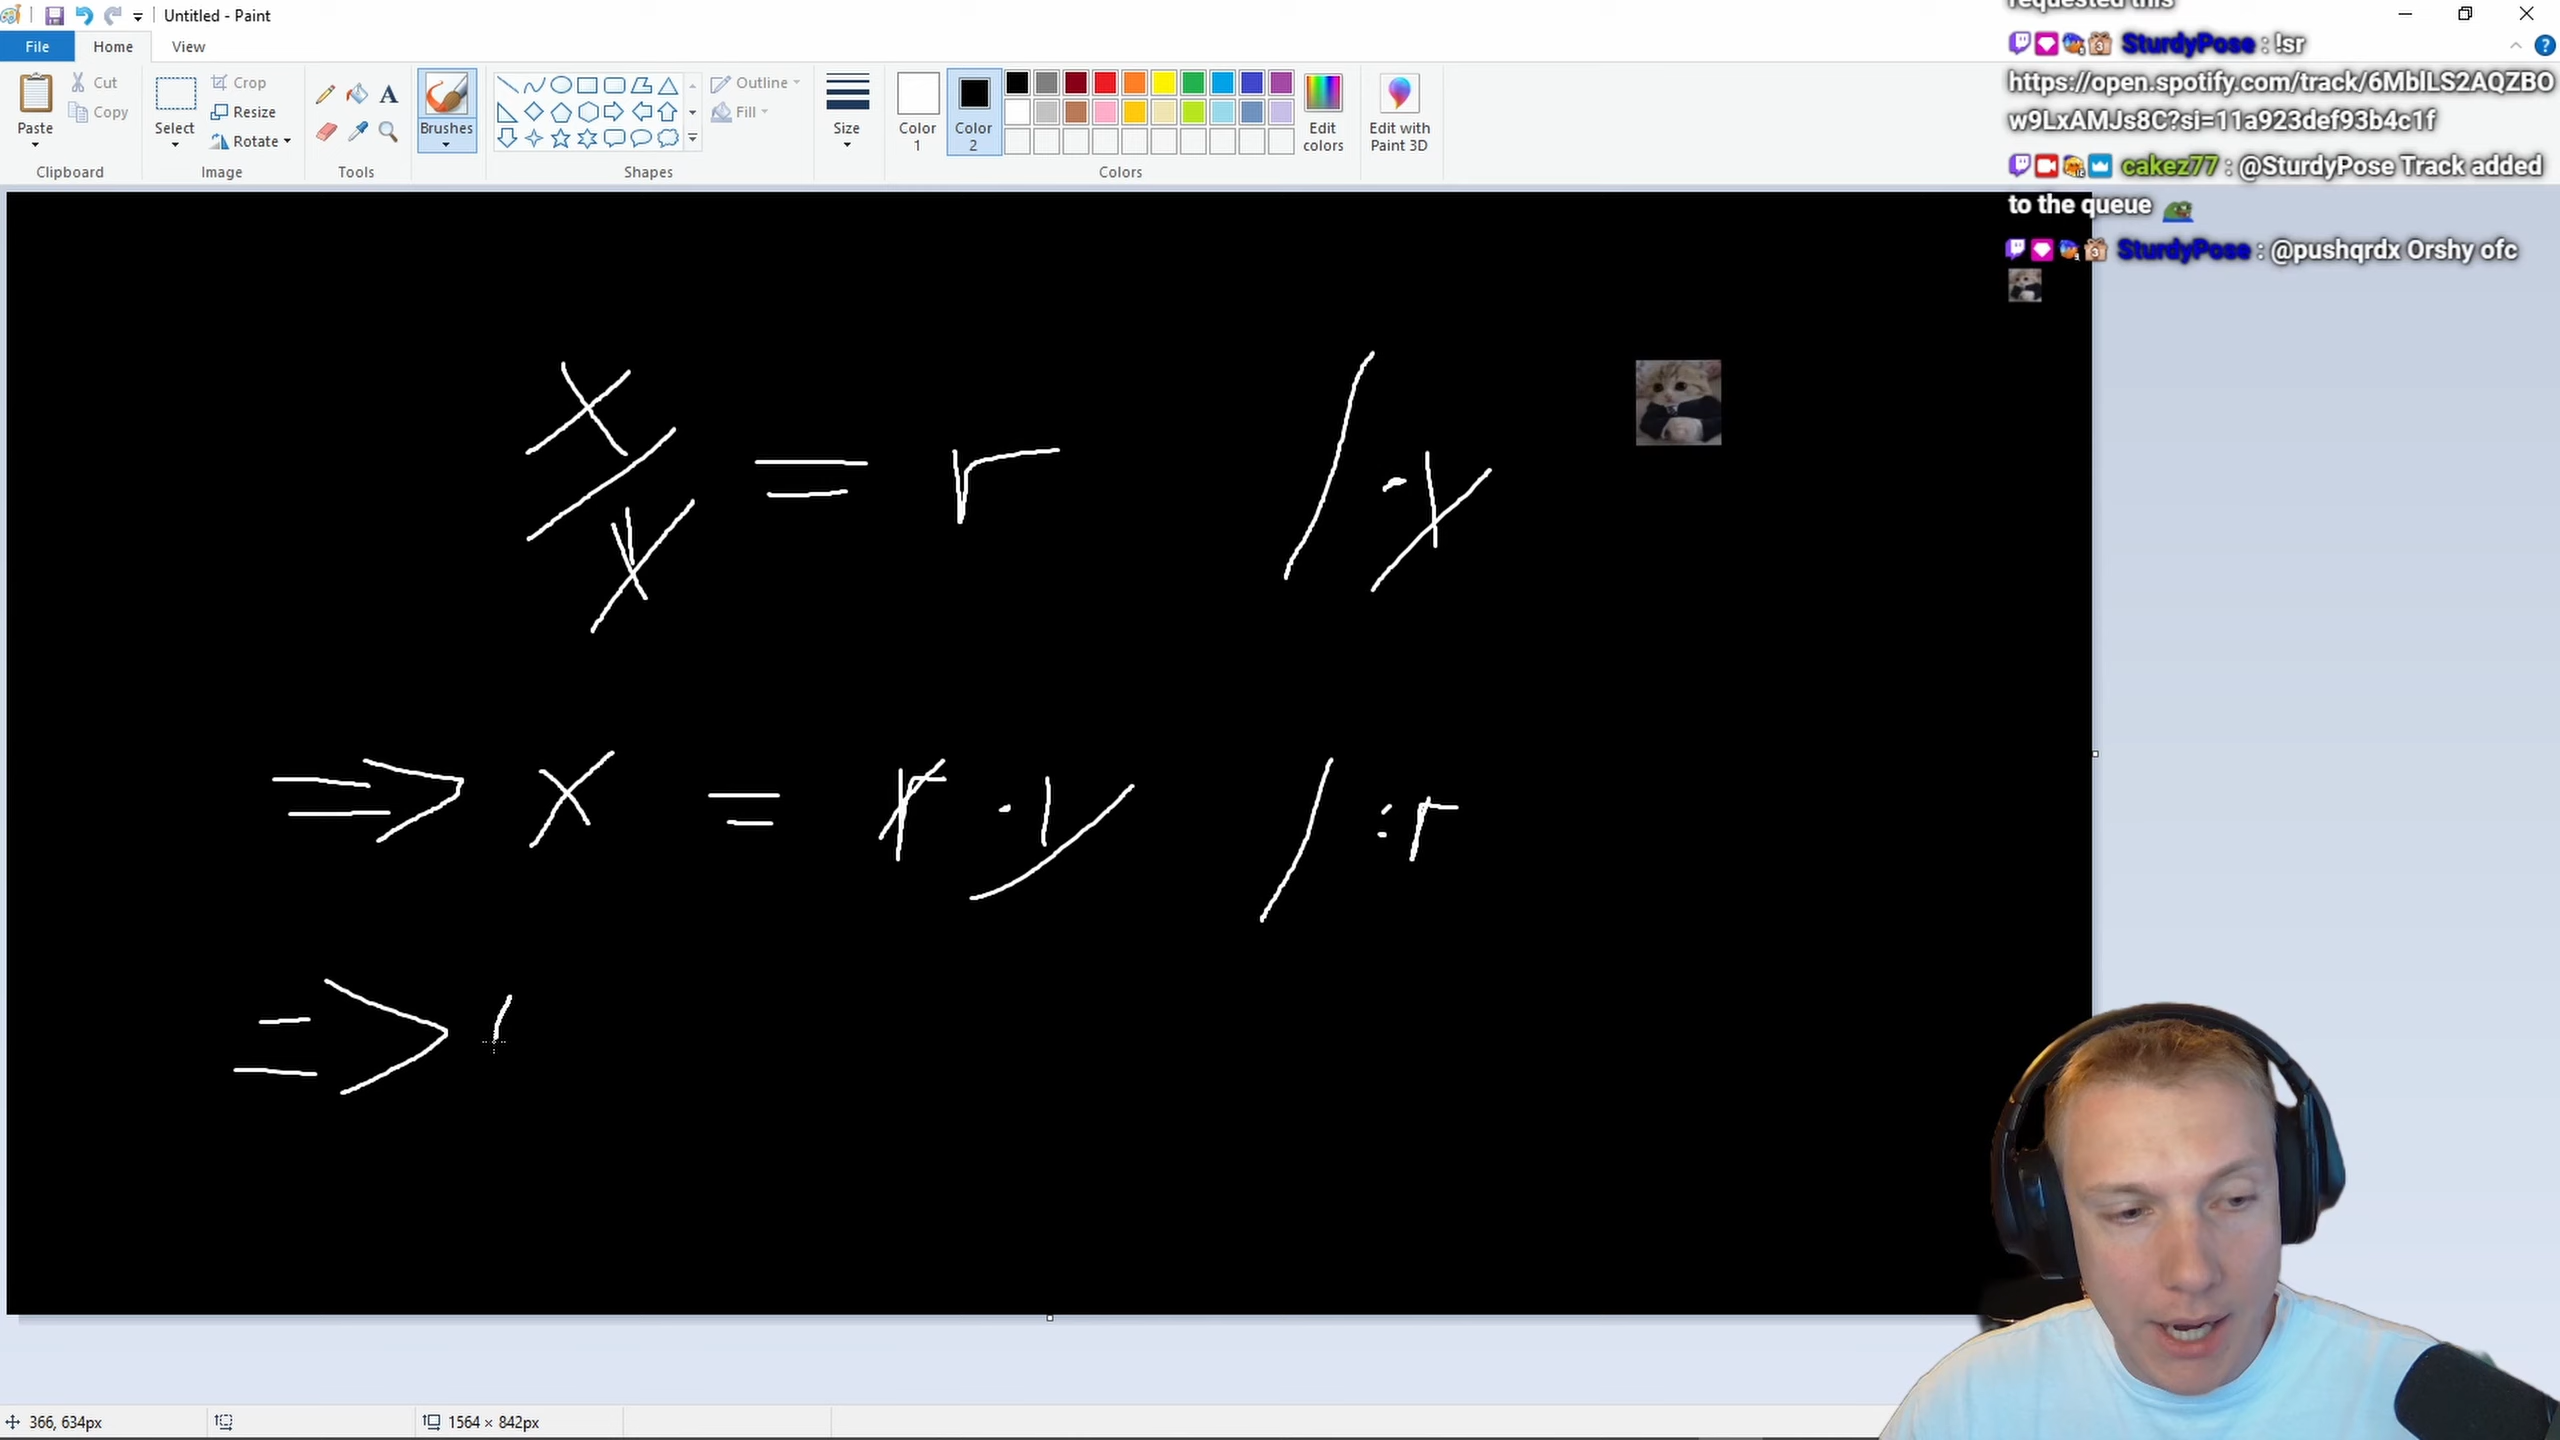 Untitled - Paint
File Home View
Paste Cut Copy Clipboard
Select Crop Resize Rotate Image
A Tools
Brushes
Shapes
Outline Fill
Size
Color 1 Color 2 Edit colors Colors
Edit with Paint 3D
requested this
SturdyPose : !sr
https://open.spotify.com/track/6MblLS2AQZBO
w9LxAMJs8C?si=11a923def93b4c1f
cakez77 : @SturdyPose Track added
to the queue
SturdyPose : @pushqrdx Orshy ofc
x/y = r / · y
=> x = r · y / : r
=>
366, 634px 1564 × 842px